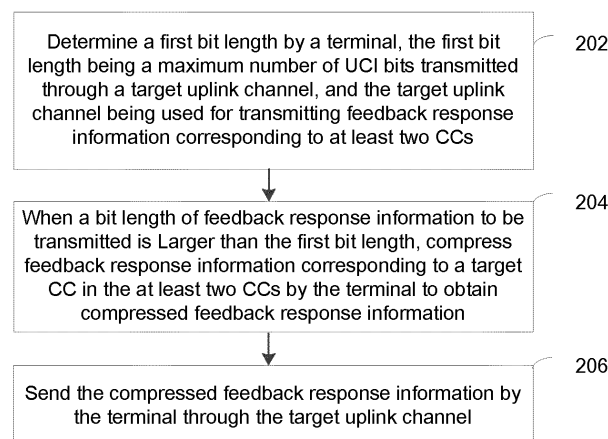 Determine a first bit length by a terminal, the first bit
length being a maximum number of UCI bits transmitted
through a target uplink channel, and the target uplink
channel being used for transmitting feedback response
information corresponding to at least two CCs
202
When a bit length of feedback response information to be
transmitted is Larger than the first bit length, compress
feedback response information corresponding to a target
CC in the at least two CCs by the terminal to obtain
compressed feedback response information
204
Send the compressed feedback response information by
the terminal through the target uplink channel
206